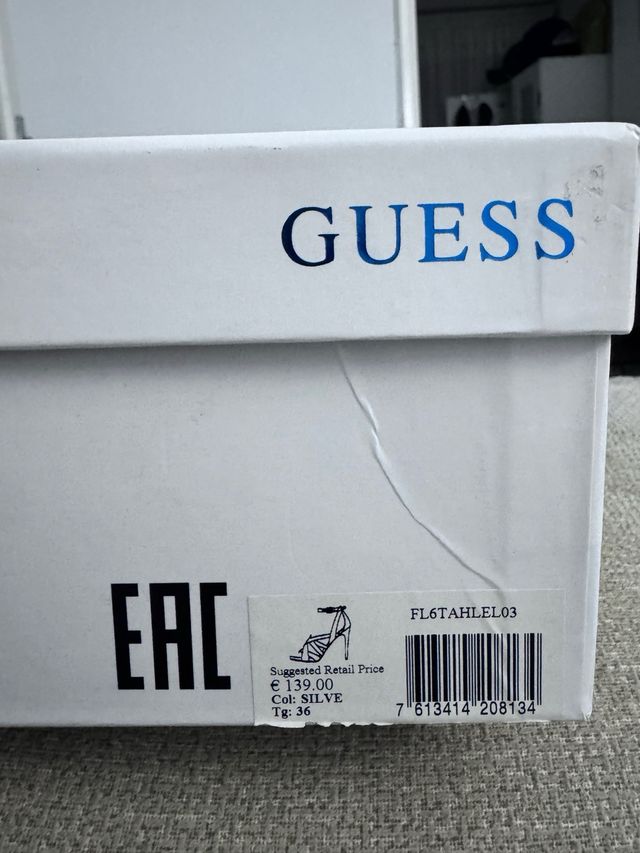 GUESS
EAC
FL6TAHLEL03
Suggested Retail Price
€ 139.00
Col: SILVE
Tg: 36
7 613414 208134